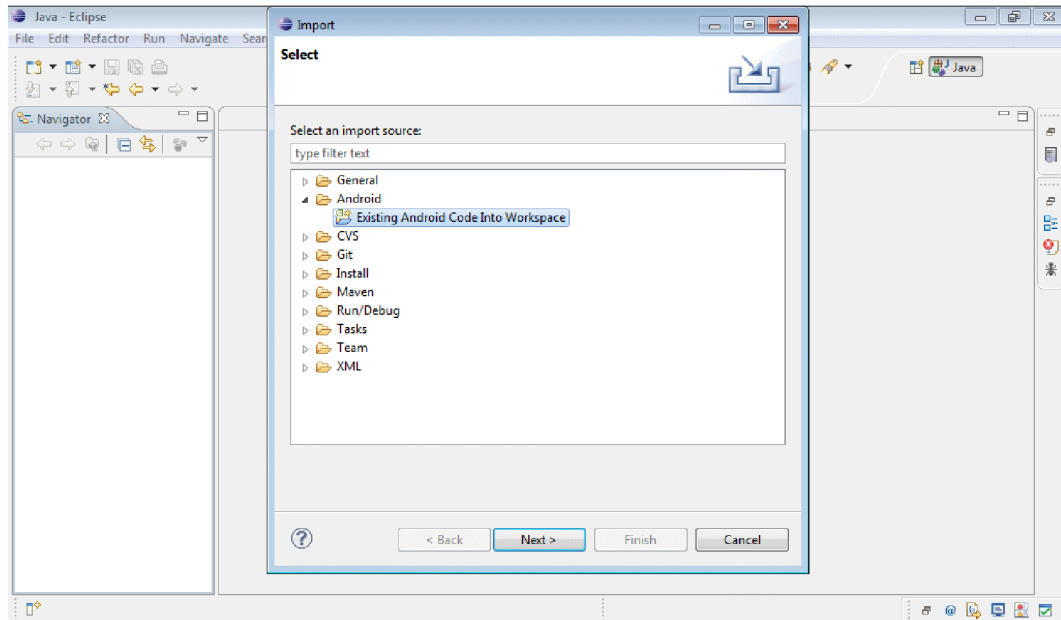 Java - Eclipse
Import
File Edit Refactor Run Navigate Sear
Select
Java
Navigator
Select an import source:
type filter text
General
Android
Existing Android Code Into Workspace
CVS
Git
Install
Maven
Run/Debug
Tasks
Team
XML
< Back Next > Finish Cancel